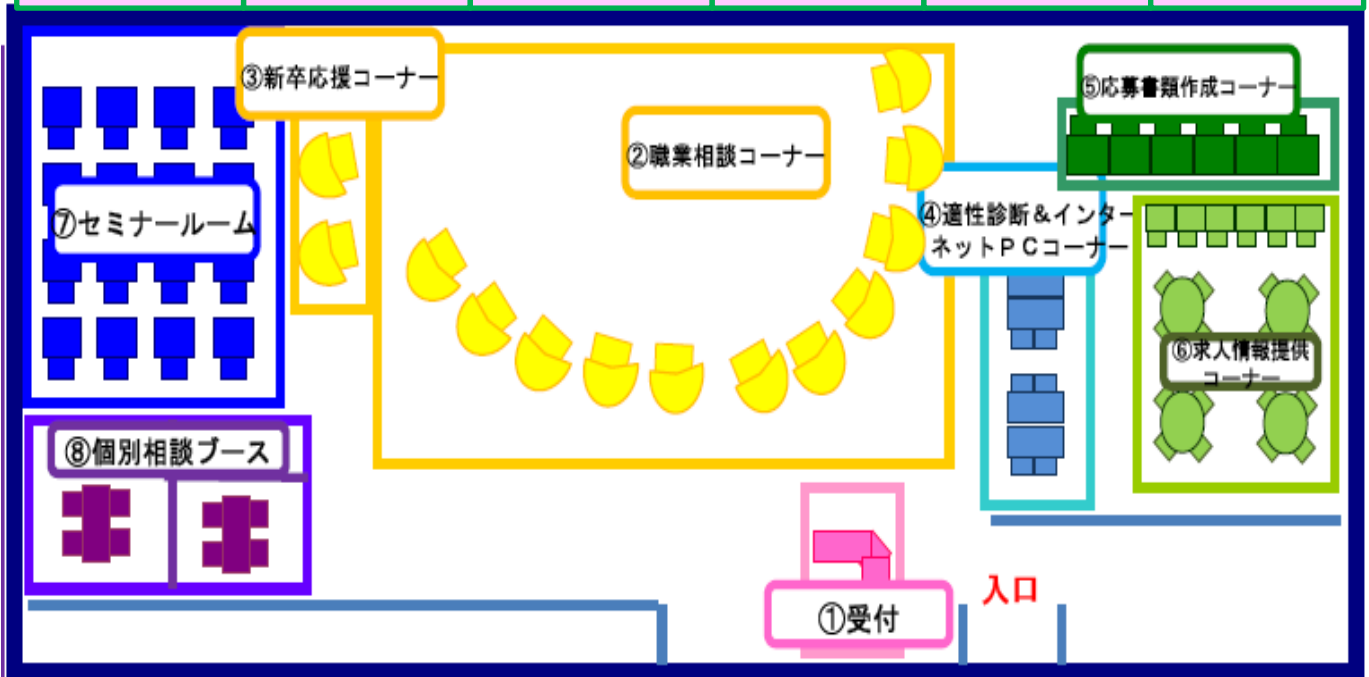 ③新卒応援コーナー
②職業相談コーナー
⑤応募書類作成コーナー
⑦セミナールーム
④適性診断&インター
ネットPCコーナー
⑥求人情報提供
コーナー
⑧個別相談ブース
入口
①受付